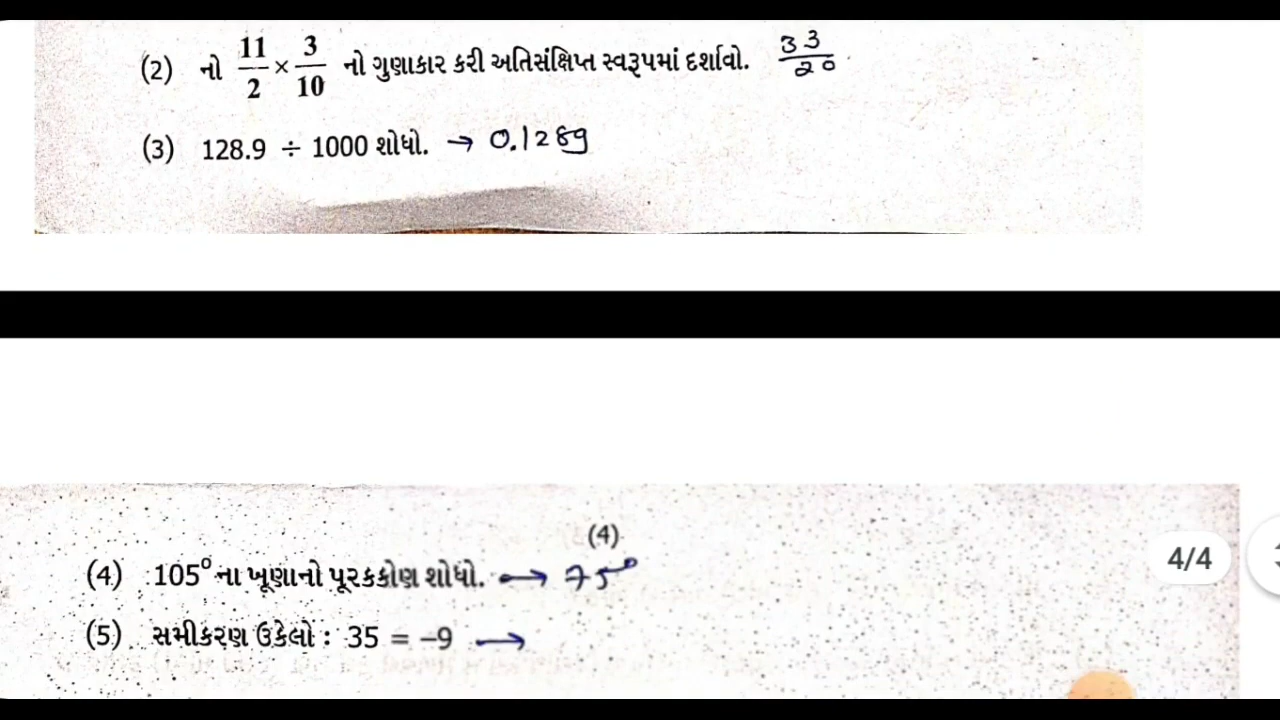 (2) નો 11/2 × 3/10 નો ગુણાકાર કરી અતિસંક્ષિપ્ત સ્વરૂપમાં દર્શાવો. 33/20
(3) 128.9 ÷ 1000 શોધો. → 0.1289
(4)
(4) 105° ના ખૂણાનો પૂરકકોણ શોધો. → 75°
4/4
(5) સમીકરણ ઉકેલો : 35 = –9 →